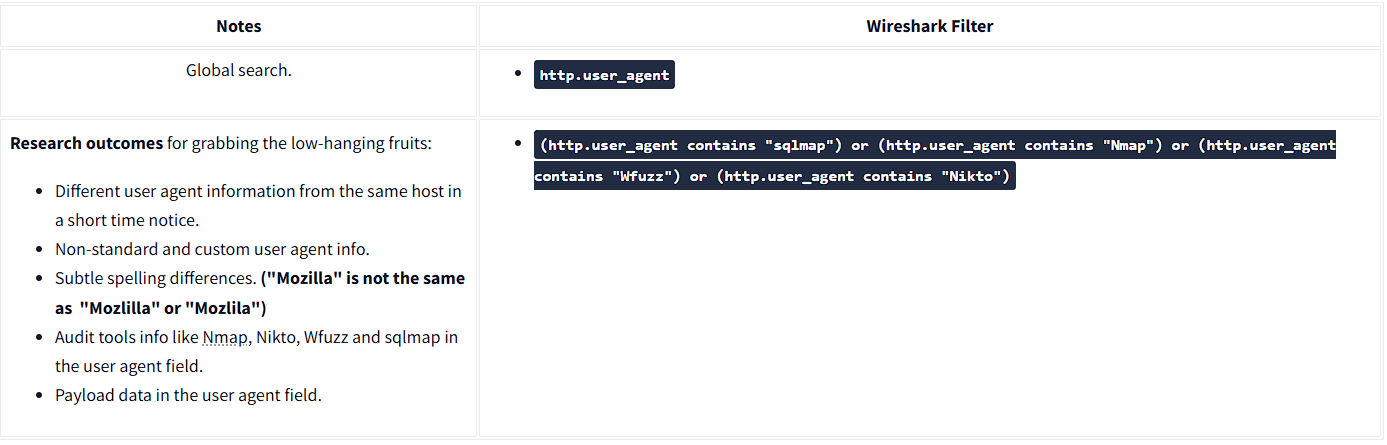 Notes
Wireshark Filter
Global search.
http.user_agent
Research outcomes for grabbing the low-hanging fruits:
Different user agent information from the same host in
a short time notice.
Non-standard and custom user agent info.
Subtle spelling differences. ("Mozilla" is not the same
as  "Mozlilla" or "Mozlila")
Audit tools info like Nmap, Nikto, Wfuzz and sqlmap in
the user agent field.
Payload data in the user agent field.
(http.user_agent contains "sqlmap") or (http.user_agent contains "Nmap") or (http.user_agent
contains "Wfuzz") or (http.user_agent contains "Nikto")